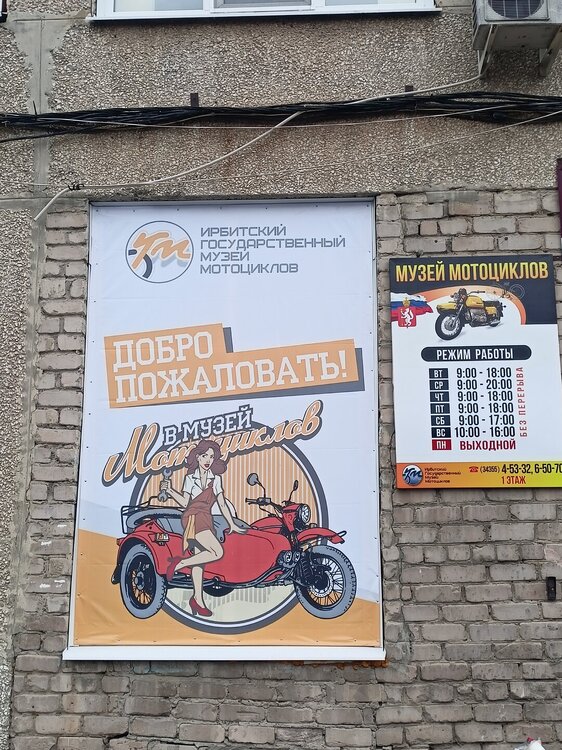 ИРБИТСКИЙ
ГОСУДАРСТВЕННЫЙ
МУЗЕЙ
МОТОЦИКЛОВ
ДОБРО
ПОЖАЛОВАТЬ!
В МУЗЕЙ
Мотоциклов
МУЗЕЙ МОТОЦИКЛОВ
РЕЖИМ РАБОТЫ
ВТ 9:00 - 18:00
СР 9:00 - 20:00
ЧТ 9:00 - 18:00
ПТ 9:00 - 18:00
СБ 9:00 - 17:00
ВС 10:00 - 16:00
ПН ВЫХОДНОЙ
БЕЗ ПЕРЕРЫВА
Ирбитский
Государственный
Музей
Мотоциклов
(34355) 4-53-32, 6-50-70
1 ЭТАЖ